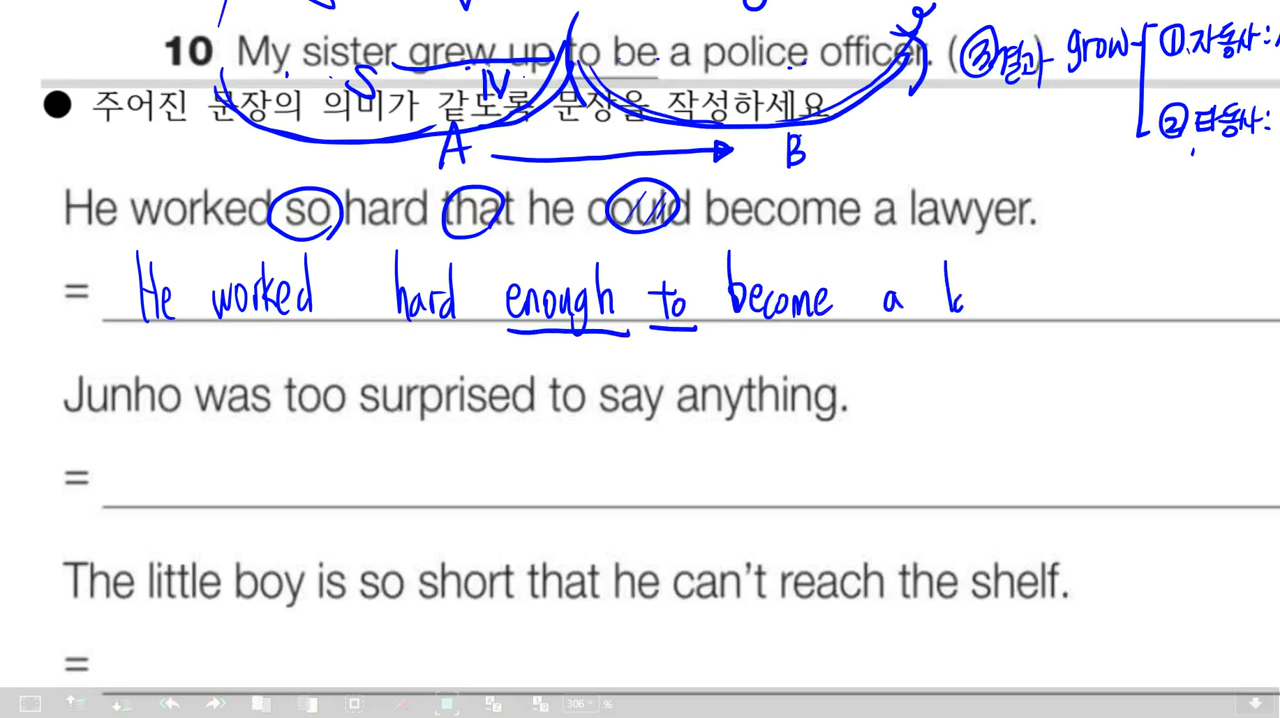 10 My sister grew up to be a police officer. ( ③결과 grow ①자동사:
S V ②타동사:
● 주어진 문장의 의미가 같도록 문장을 작성하세요
A → B
He worked so hard that he could become a lawyer.
= He worked hard enough to become a l
Junho was too surprised to say anything.
=
The little boy is so short that he can't reach the shelf.
=
306 %